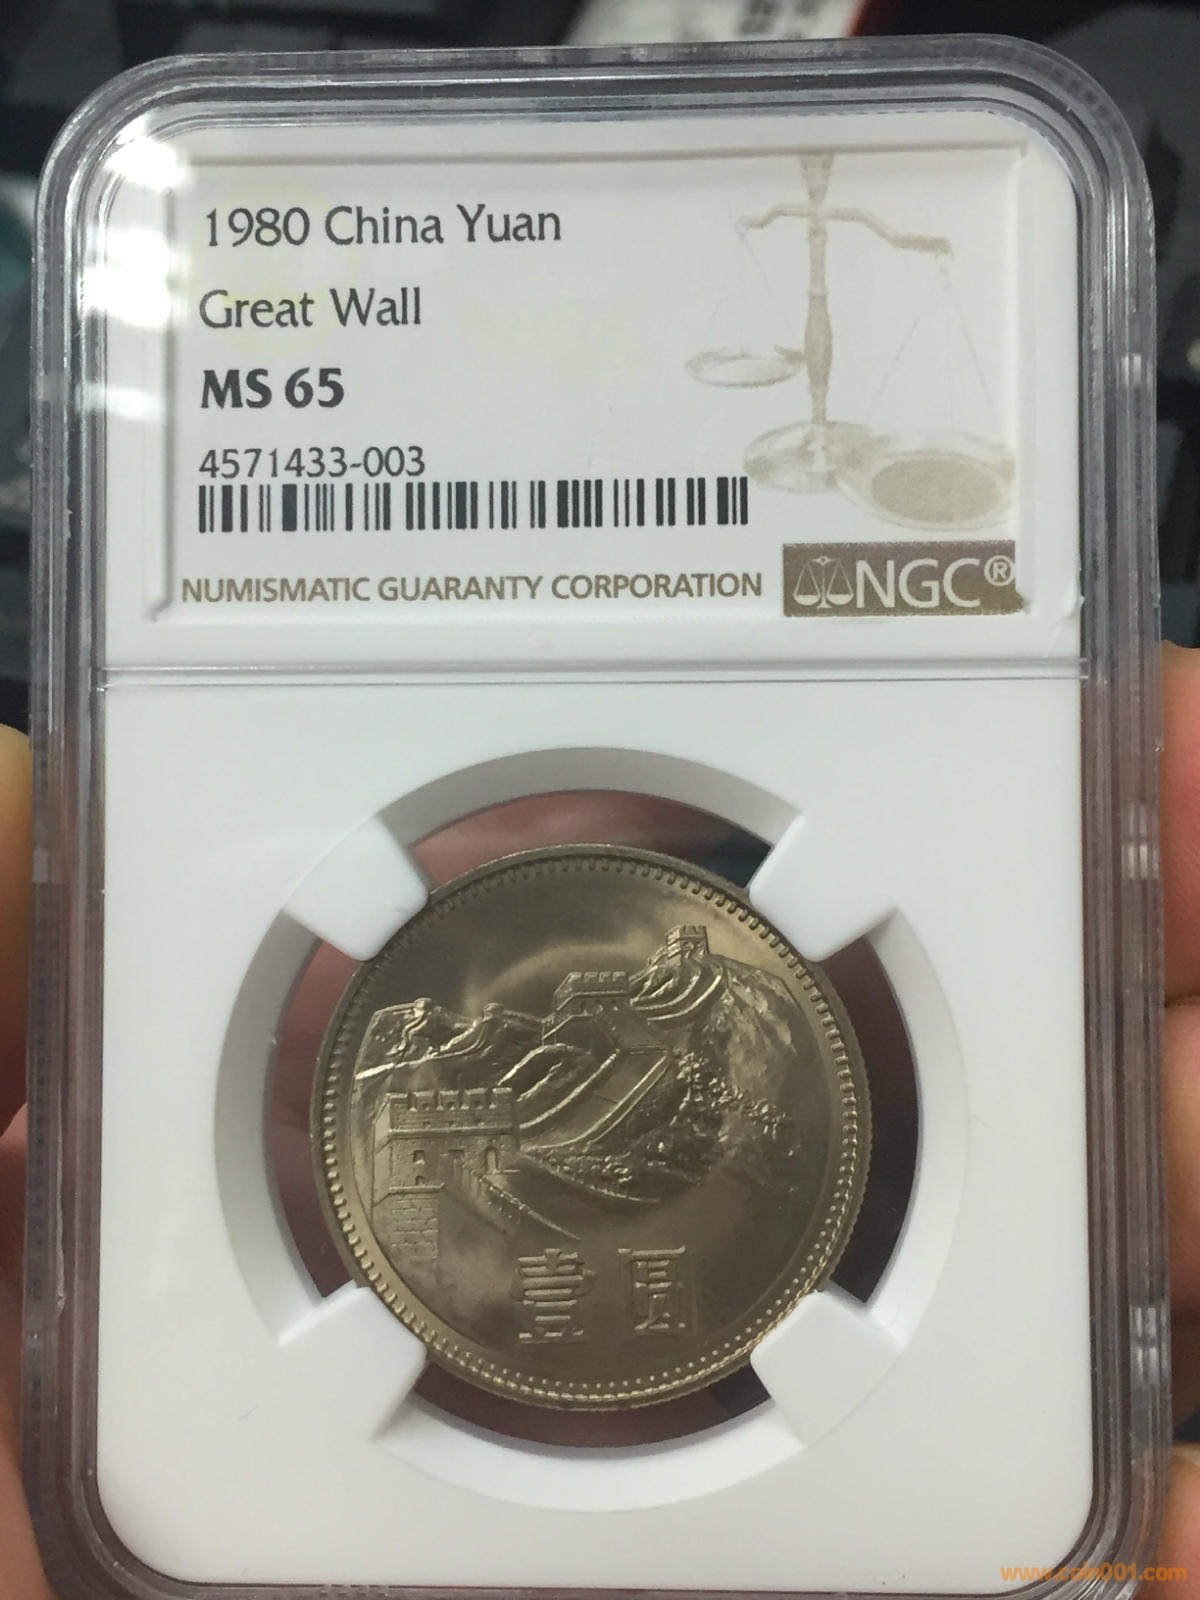 1980 China Yuan
Great Wall
MS 65
4571433-003
NUMISMATIC GUARANTY CORPORATION NGC®
壹圆
www.coin001.com